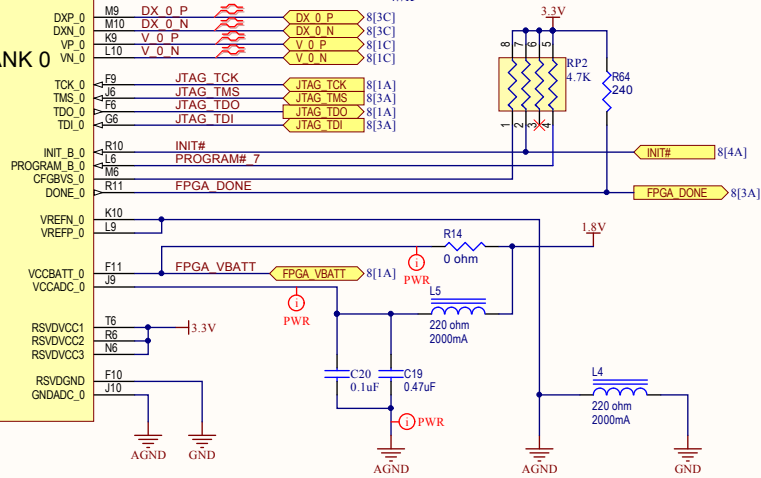 DXP_0 M9 DX_0_P DX_0_P 8[3C]
DXN_0 M10 DX_0_N DX_0_N 8[3C]
VP_0 K9 V_0_P V_0_P 8[1C]
VN_0 L10 V_0_N V_0_N 8[1C]
ANK 0
3.3V
8 7 6 5
RP2
4.7K
R64
240
1 2 3 4
TCK_0 F9 JTAG_TCK JTAG_TCK 8[1A]
TMS_0 J6 JTAG_TMS JTAG_TMS 8[3A]
TDO_0 F6 JTAG_TDO JTAG_TDO 8[1A]
TDI_0 G6 JTAG_TDI JTAG_TDI 8[3A]
INIT_B_0 R10 INIT# INIT# 8[4A]
PROGRAM_B_0 L6 PROGRAM#_7
CFGBVS_0 M6
DONE_0 R11 FPGA_DONE FPGA_DONE 8[3A]
VREFN_0 K10
VREFP_0 L9
R14
0 ohm
1.8V
i
PWR
VCCBATT_0 F11 FPGA_VBATT FPGA_VBATT 8[1A]
VCCADC_0 J9
i
PWR
L5
220 ohm
2000mA
RSVDVCC1 T6
RSVDVCC2 R6
RSVDVCC3 N6
3.3V
C20
0.1uF
C19
0.47uF
RSVDGND F10
GNDADC_0 J10
L4
220 ohm
2000mA
i PWR
AGND GND AGND AGND GND